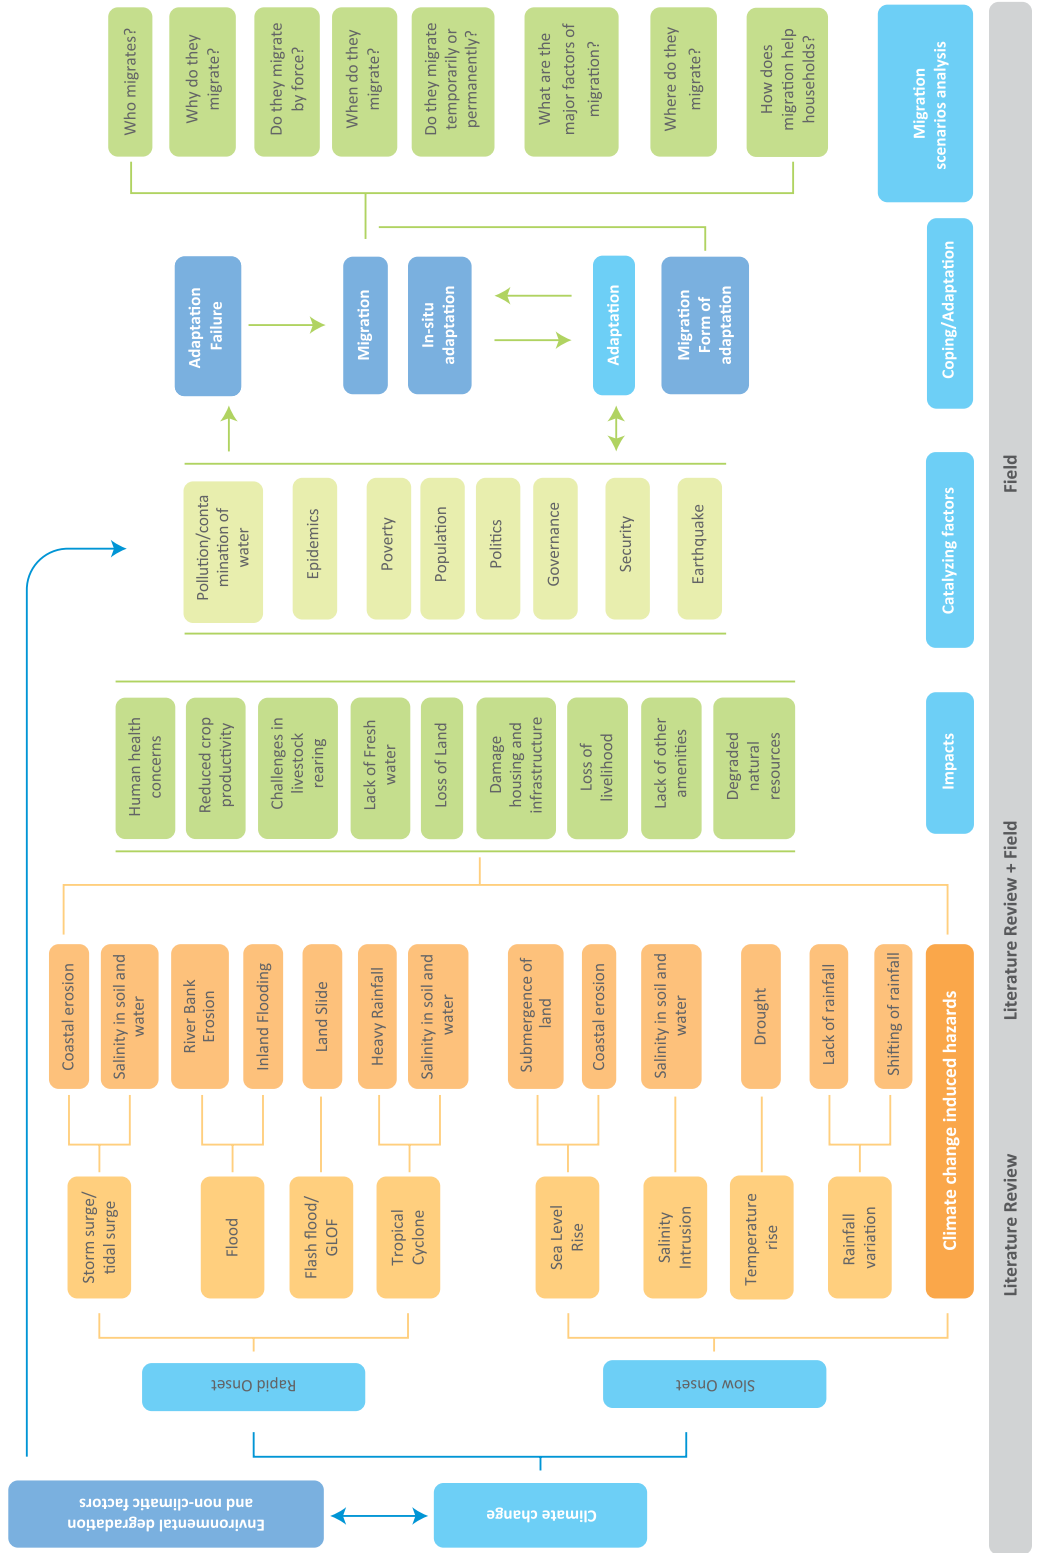 Environmental degradation
and non-climatic factors
Climate change
Rapid Onset
Slow Onset
Storm surge/
tidal surge
Flood
Flash flood/
GLOF
Tropical
Cyclone
Sea Level
Rise
Salinity
Intrusion
Temperature
rise
Rainfall
variation
Coastal erosion
Salinity in soil and
water
River Bank
Erosion
Inland Flooding
Land Slide
Heavy Rainfall
Salinity in soil and
water
Submergence of
land
Coastal erosion
Salinity in soil and
water
Drought
Lack of rainfall
Shifting of rainfall
Climate change induced hazards
Human health
concerns
Reduced crop
productivity
Challenges in
livestock
rearing
Lack of Fresh
water
Loss of Land
Damage
housing and
infrastructure
Loss of
livelihood
Lack of other
amenities
Degraded
natural
resources
Impacts
Pollution/conta
mination of
water
Epidemics
Poverty
Population
Politics
Governance
Security
Earthquake
Catalyzing factors
Adaptation
Failure
Migration
In-situ
adaptation
Adaptation
Migration
Form of
adaptation
Coping/Adaptation
Who migrates?
Why do they
migrate?
Do they migrate
by force?
When do they
migrate?
Do they migrate
temporarily or
permanently?
What are the
major factors of
migration?
Where do they
migrate?
How does
migration help
households?
Migration
scenarios analysis
Literature Review
Literature Review + Field
Field